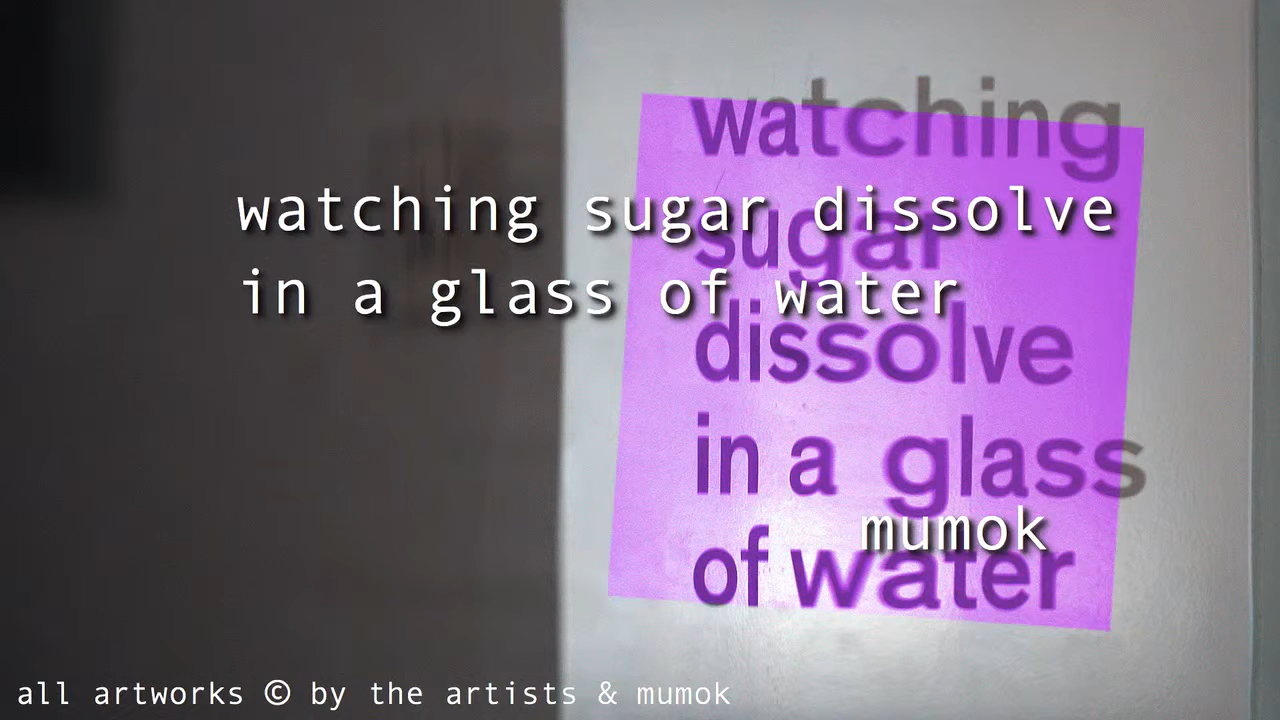 watching
sugar
dissolve
in a glass
of water
watching sugar dissolve
in a glass of water
mumok
all artworks © by the artists & mumok